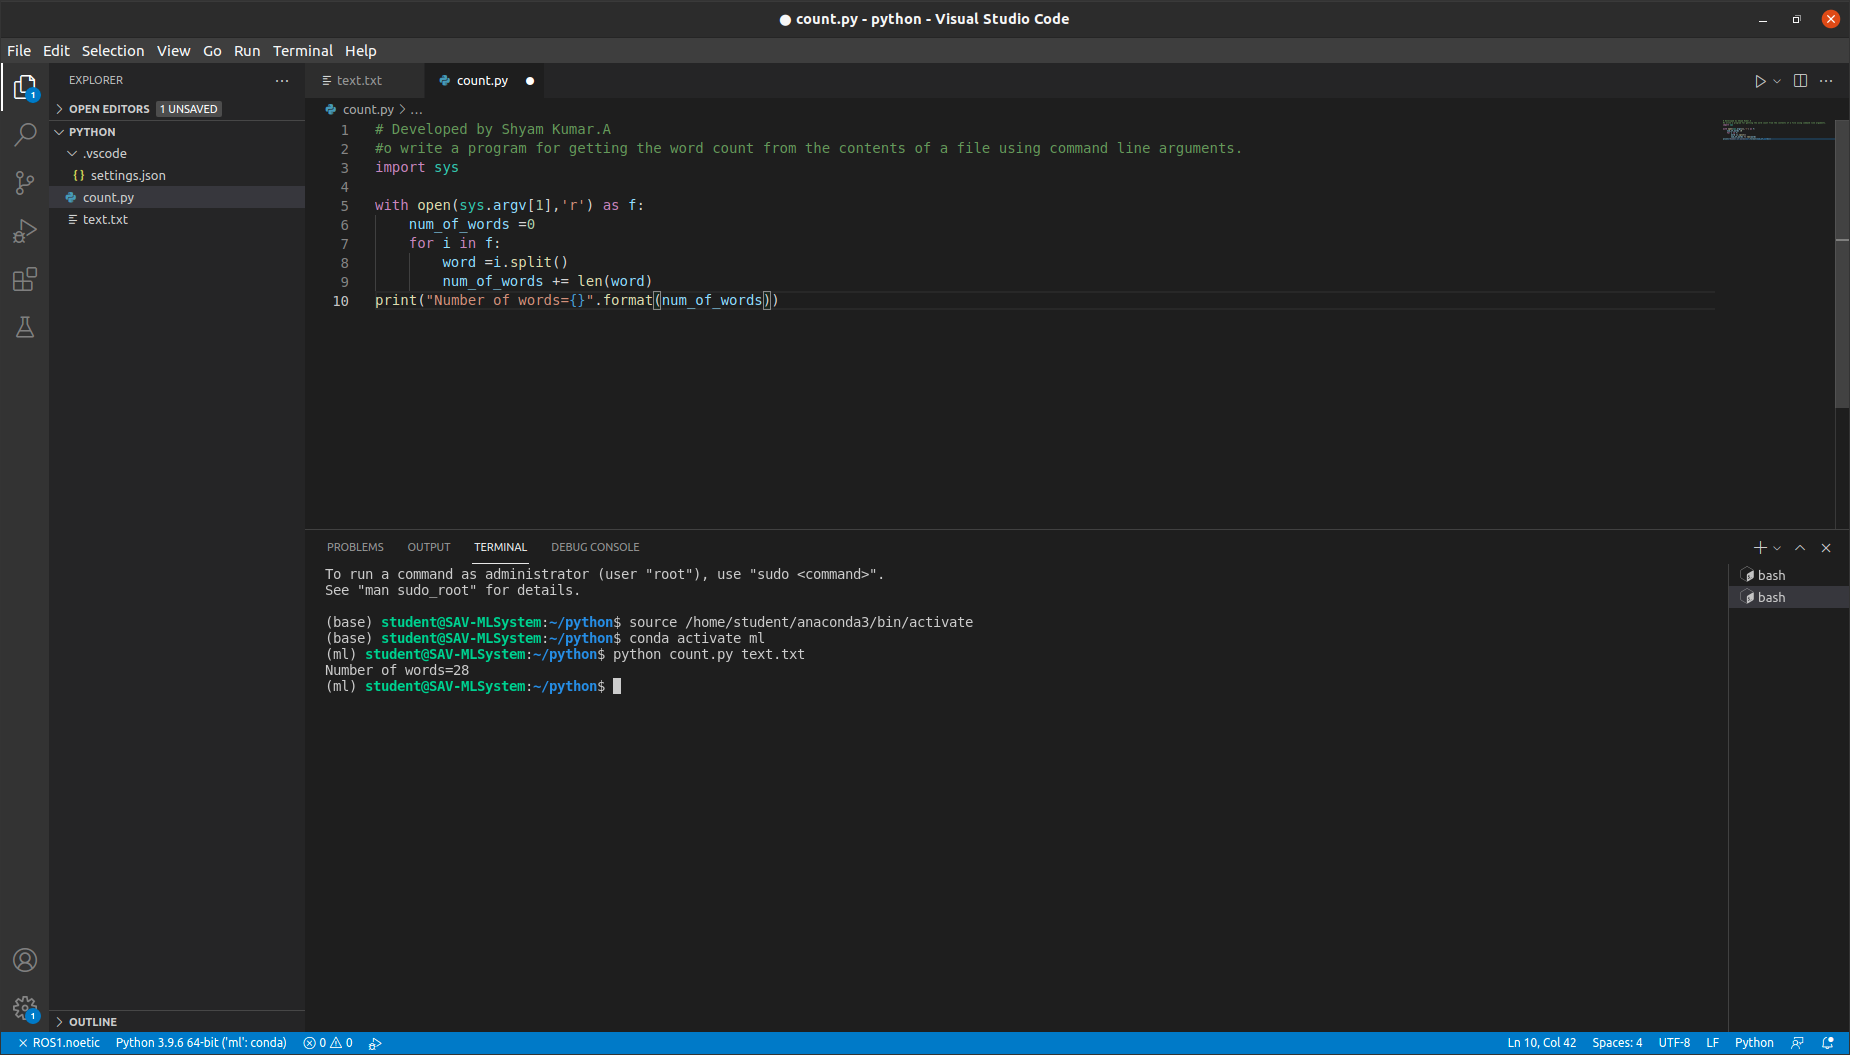 ● count.py - python - Visual Studio Code
File Edit Selection View Go Run Terminal Help
EXPLORER
OPEN EDITORS 1 UNSAVED
PYTHON
.vscode
{} settings.json
count.py
text.txt
OUTLINE
text.txt count.py
count.py > ...
1 # Developed by Shyam Kumar.A
2 #o write a program for getting the word count from the contents of a file using command line arguments.
3 import sys
4
5 with open(sys.argv[1],'r') as f:
6     num_of_words =0
7     for i in f:
8         word =i.split()
9         num_of_words += len(word)
10 print("Number of words={}".format(num_of_words))
PROBLEMS OUTPUT TERMINAL DEBUG CONSOLE
To run a command as administrator (user "root"), use "sudo <command>".
See "man sudo_root" for details.
(base) student@SAV-MLSystem:~/python$ source /home/student/anaconda3/bin/activate
(base) student@SAV-MLSystem:~/python$ conda activate ml
(ml) student@SAV-MLSystem:~/python$ python count.py text.txt
Number of words=28
(ml) student@SAV-MLSystem:~/python$
bash
bash
1
1
ROS1.noetic Python 3.9.6 64-bit ('ml': conda) 0 0 Ln 10, Col 42 Spaces: 4 UTF-8 LF Python